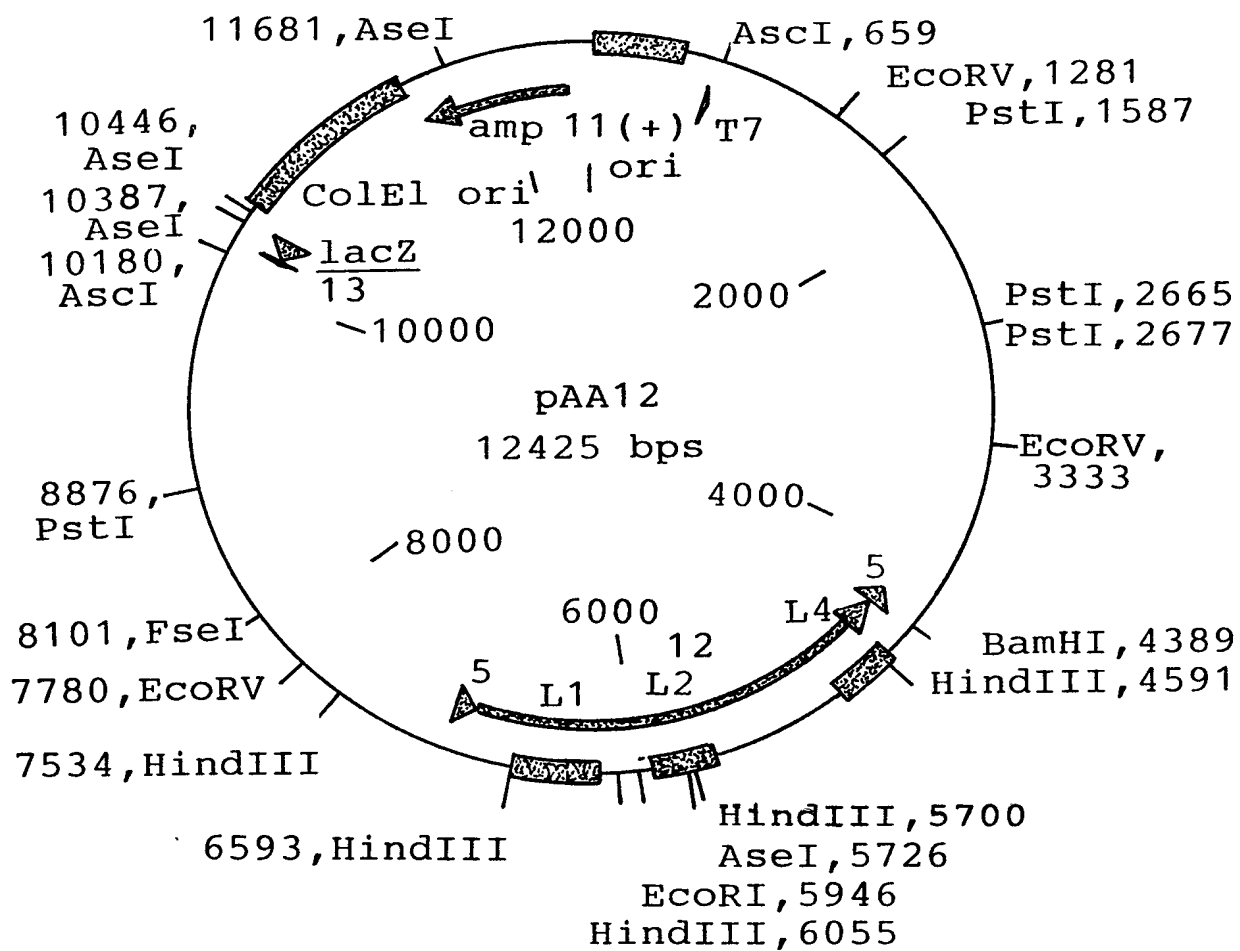 11681,AseI
AscI,659
EcoRV,1281
PstI,1587
10446,
AseI
10387,
AseI
10180,
AscI
amp
11(+)
ori
T7
ColEl ori
12000
lacZ
13
10000
2000
PstI,2665
PstI,2677
pAA12
12425 bps
EcoRV,
3333
8876,
PstI
4000
8000
5
6000
L4
12
8101,FseI
BamHI,4389
7780,EcoRV
5
L1
L2
HindIII,4591
7534,HindIII
HindIII,5700
6593,HindIII
AseI,5726
EcoRI,5946
HindIII,6055